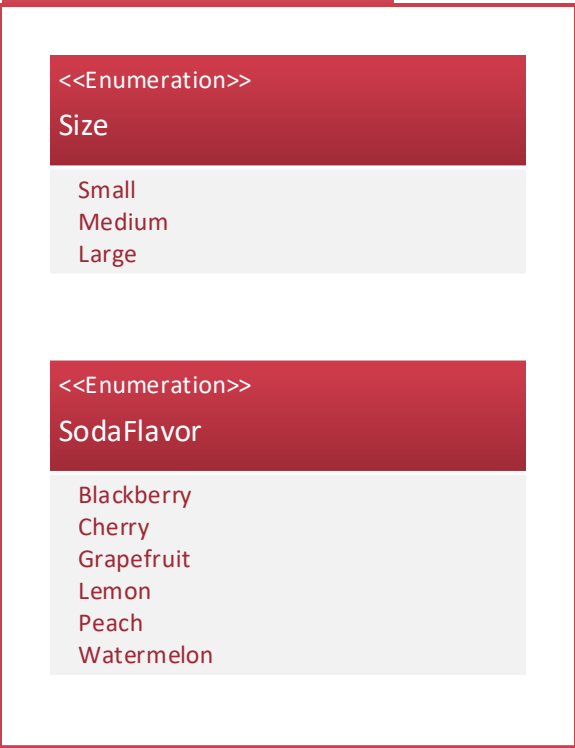 <<Enumeration>>
Size
Small
Medium
Large
<<Enumeration>>
SodaFlavor
Blackberry
Cherry
Grapefruit
Lemon
Peach
Watermelon